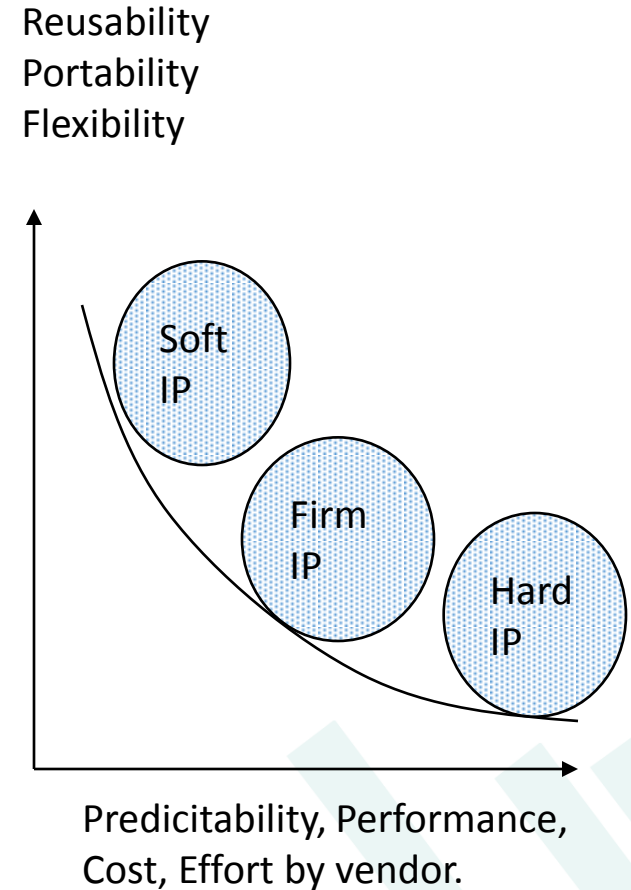 Reusability
Portability
Flexibility
Soft
IP
Firm
IP
Hard
IP
Predicitability, Performance,
Cost, Effort by vendor.